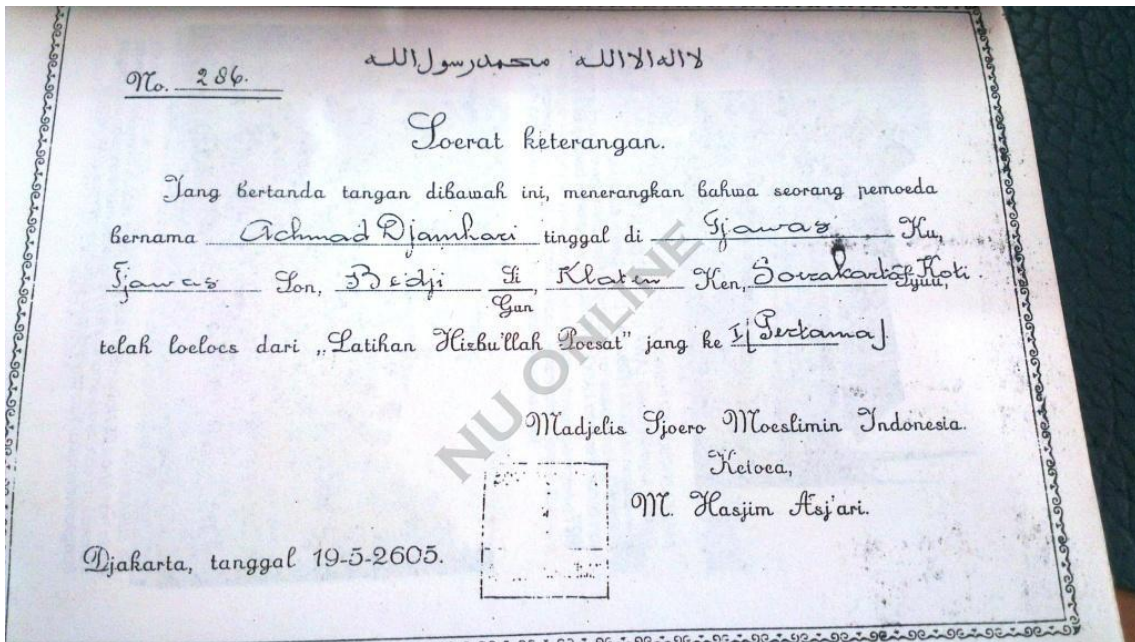 لا اله الا الله محمد رسول الله
No. 286.
Soerat keterangan.
Jang bertanda tangan dibawah ini, menerangkan bahwa seorang pemoeda
bernama Achmad Djamhari tinggal di Tjawas Ku,
Tjawas Son, Bedji Si/Gun, Klaten Ken, Soerakarta Koti.
telah loeloes dari „Latihan Hizbu'llah Poesat" jang ke I [Pertama]
NU ONLINE
Madjelis Sjoero Moeslimin Indonesia.
Ketoea,
M. Hasjim Asj'ari.
Djakarta, tanggal 19-5-2605.